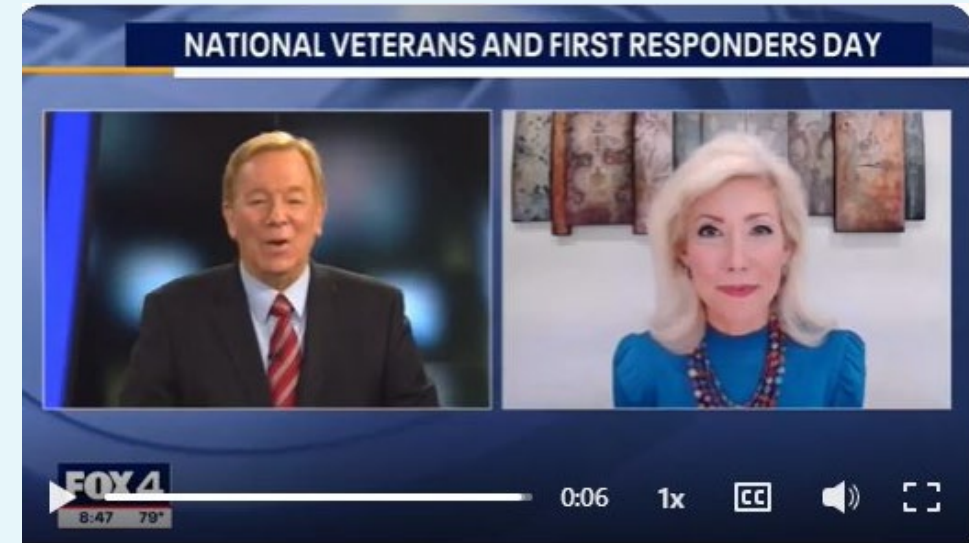 NATIONAL VETERANS AND FIRST RESPONDERS DAY
FOX 4
8:47 79°
0:06 1x CC